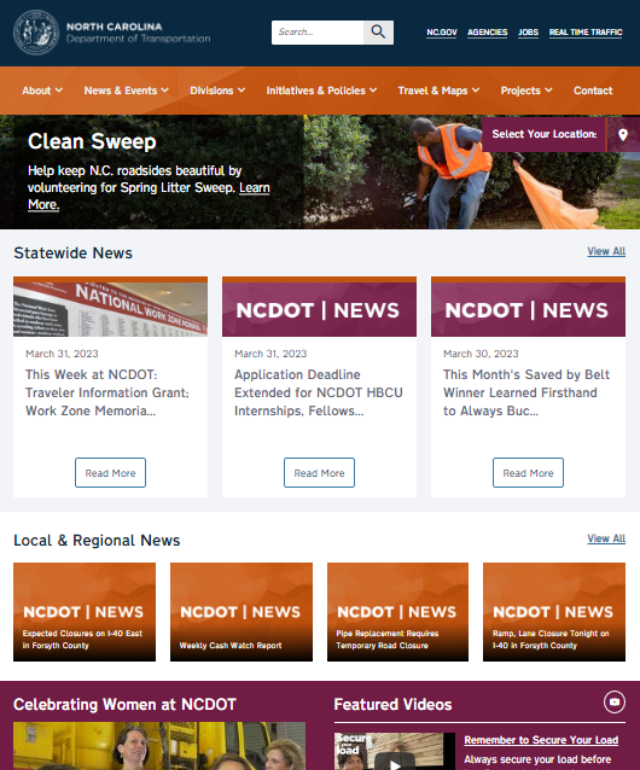 NORTH CAROLINA
Department of Transportation
Search...
NC.GOV AGENCIES JOBS REAL TIME TRAFFIC
About News & Events Divisions Initiatives & Policies Travel & Maps Projects Contact
Clean Sweep
Select Your Location:
Help keep N.C. roadsides beautiful by
volunteering for Spring Litter Sweep. Learn
More.
Statewide News
View All
NATIONAL WORK ZONE MEMORIAL
NCDOT | NEWS
NCDOT | NEWS
March 31, 2023
This Week at NCDOT:
Traveler Information Grant;
Work Zone Memoria...
Read More
March 31, 2023
Application Deadline
Extended for NCDOT HBCU
Internships, Fellows...
Read More
March 30, 2023
This Month's Saved by Belt
Winner Learned Firsthand
to Always Buc...
Read More
Local & Regional News
View All
NCDOT | NEWS
Expected Closures on I-40 East
in Forsyth County
NCDOT | NEWS
Weekly Cash Watch Report
NCDOT | NEWS
Pipe Replacement Requires
Temporary Road Closure
NCDOT | NEWS
Ramp, Lane Closure Tonight on
I-40 in Forsyth County
Celebrating Women at NCDOT
Featured Videos
Secure
your
load
Remember to Secure Your Load
Always secure your load before